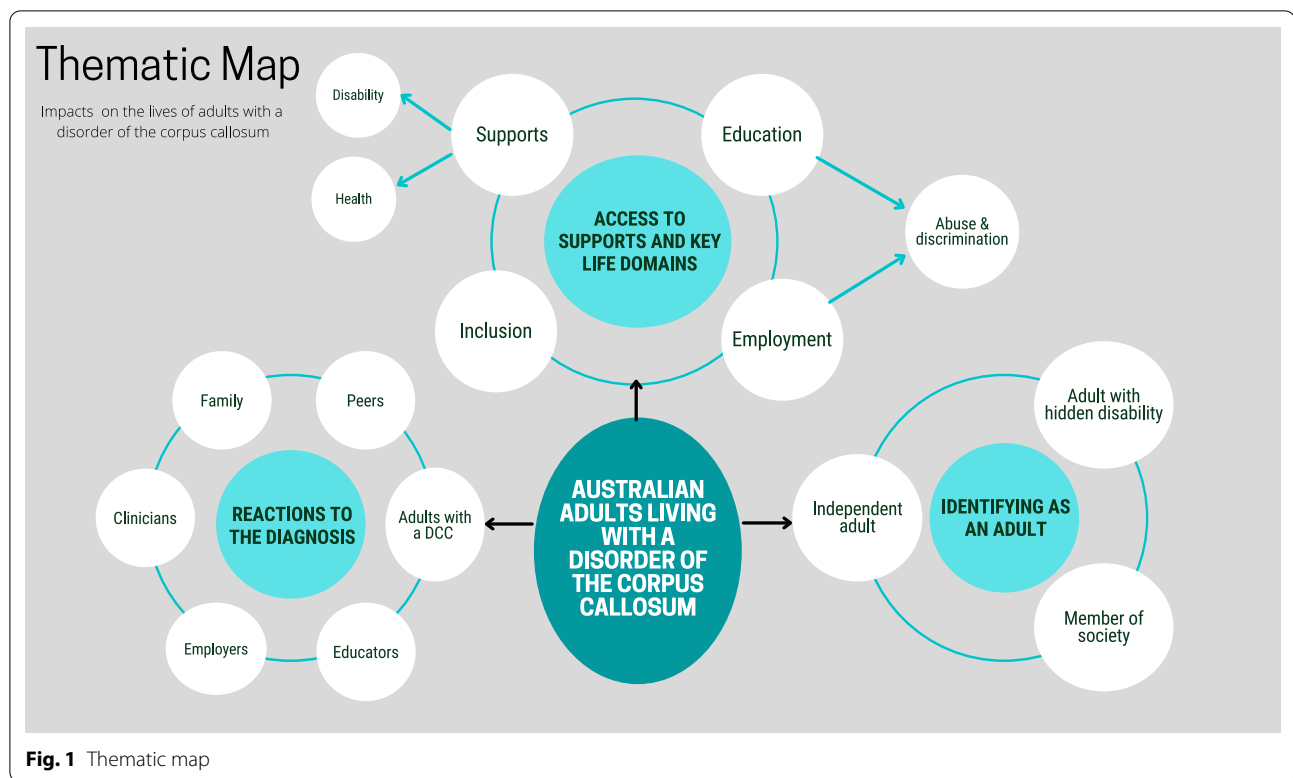 Thematic Map
Impacts on the lives of adults with a
disorder of the corpus callosum
Disability
Health
Supports
Education
Inclusion
Employment
ACCESS TO
SUPPORTS AND KEY
LIFE DOMAINS
Abuse &
discrimination
Family
Peers
Clinicians
Adults with
a DCC
Employers
Educators
REACTIONS TO
THE DIAGNOSIS
AUSTRALIAN
ADULTS LIVING
WITH A
DISORDER OF
THE CORPUS
CALLOSUM
Adult with
hidden disability
Independent
adult
IDENTIFYING AS
AN ADULT
Member of
society
Fig. 1 Thematic map